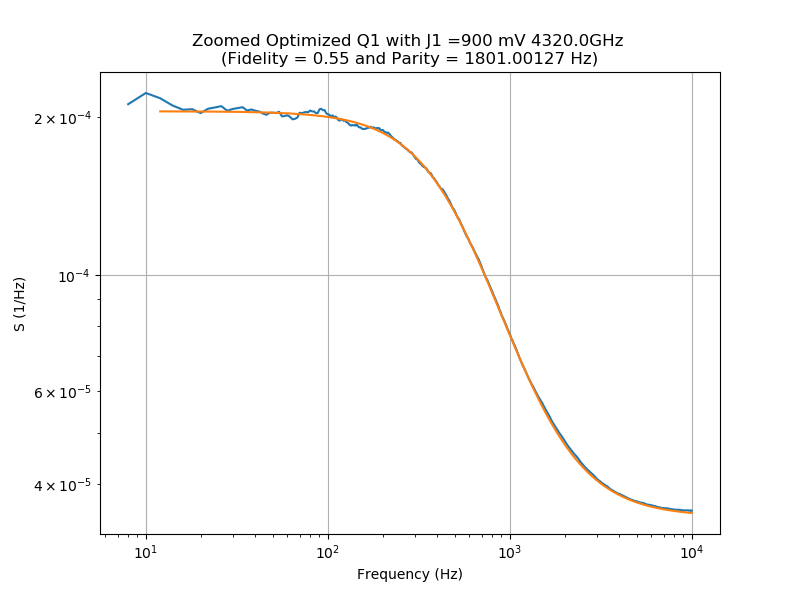 Zoomed Optimized Q1 with J1 =900 mV 4320.0GHz
(Fidelity = 0.55 and Parity = 1801.00127 Hz)
2 × 10⁻⁴
10⁻⁴
6 × 10⁻⁵
4 × 10⁻⁵
S (1/Hz)
10¹ 10² 10³ 10⁴
Frequency (Hz)